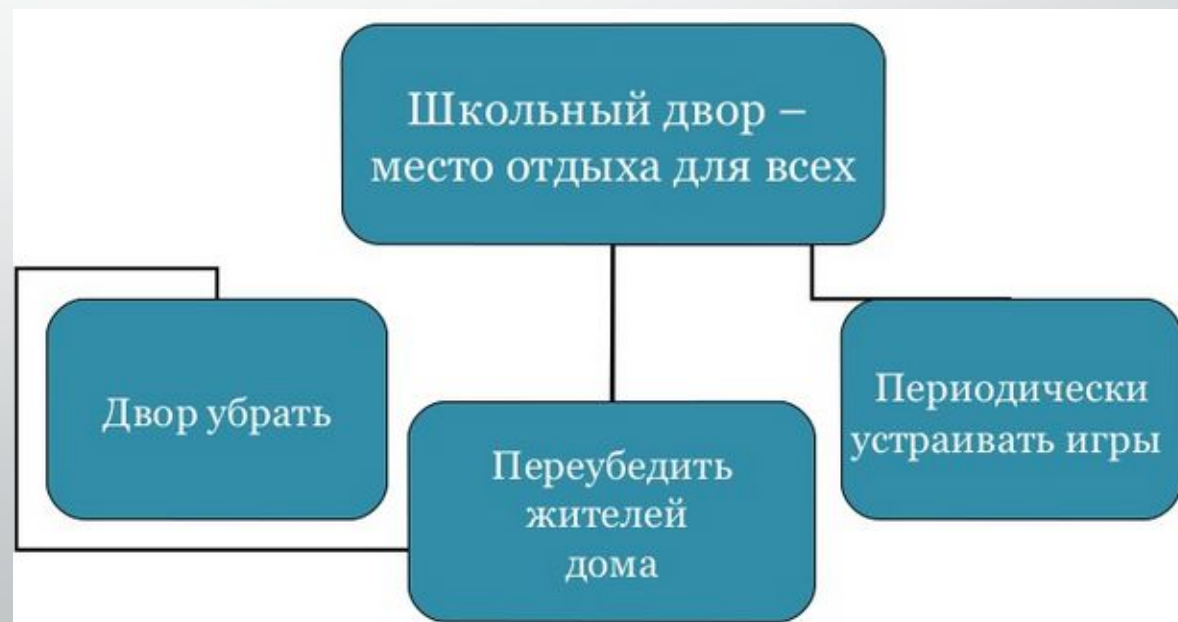 Школьный двор –
место отдыха для всех
Двор убрать
Переубедить
жителей
дома
Периодически
устраивать игры